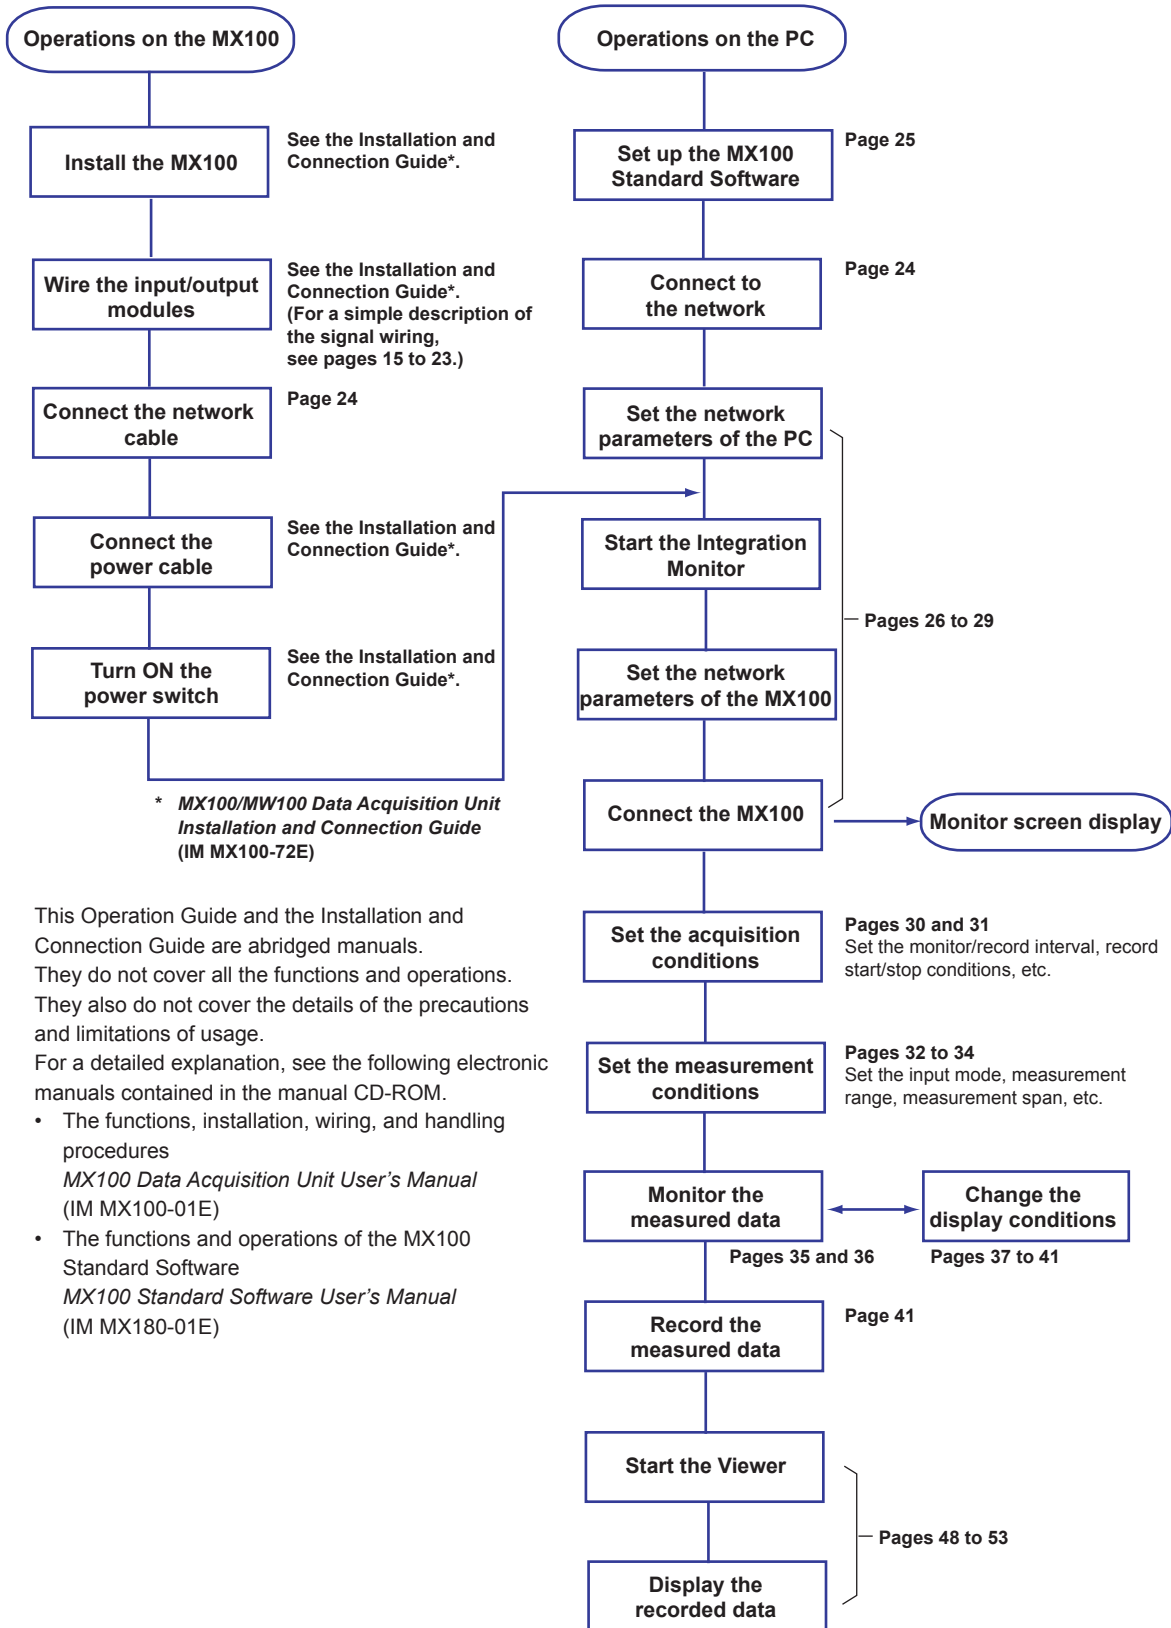 Operations on the MX100
Install the MX100
See the Installation and
Connection Guide*.
Wire the input/output
modules
See the Installation and
Connection Guide*.
(For a simple description of
the signal wiring,
see pages 15 to 23.)
Connect the network
cable
Page 24
Connect the
power cable
See the Installation and
Connection Guide*.
Turn ON the
power switch
See the Installation and
Connection Guide*.
* MX100/MW100 Data Acquisition Unit
Installation and Connection Guide
(IM MX100-72E)
This Operation Guide and the Installation and
Connection Guide are abridged manuals.
They do not cover all the functions and operations.
They also do not cover the details of the precautions
and limitations of usage.
For a detailed explanation, see the following electronic
manuals contained in the manual CD-ROM.
• The functions, installation, wiring, and handling
procedures
MX100 Data Acquisition Unit User's Manual
(IM MX100-01E)
• The functions and operations of the MX100
Standard Software
MX100 Standard Software User's Manual
(IM MX180-01E)
Operations on the PC
Set up the MX100
Standard Software
Page 25
Connect to
the network
Page 24
Set the network
parameters of the PC
Start the Integration
Monitor
Set the network
parameters of the MX100
Pages 26 to 29
Connect the MX100
Monitor screen display
Set the acquisition
conditions
Pages 30 and 31
Set the monitor/record interval, record
start/stop conditions, etc.
Set the measurement
conditions
Pages 32 to 34
Set the input mode, measurement
range, measurement span, etc.
Monitor the
measured data
Pages 35 and 36
Change the
display conditions
Pages 37 to 41
Record the
measured data
Page 41
Start the Viewer
Pages 48 to 53
Display the
recorded data